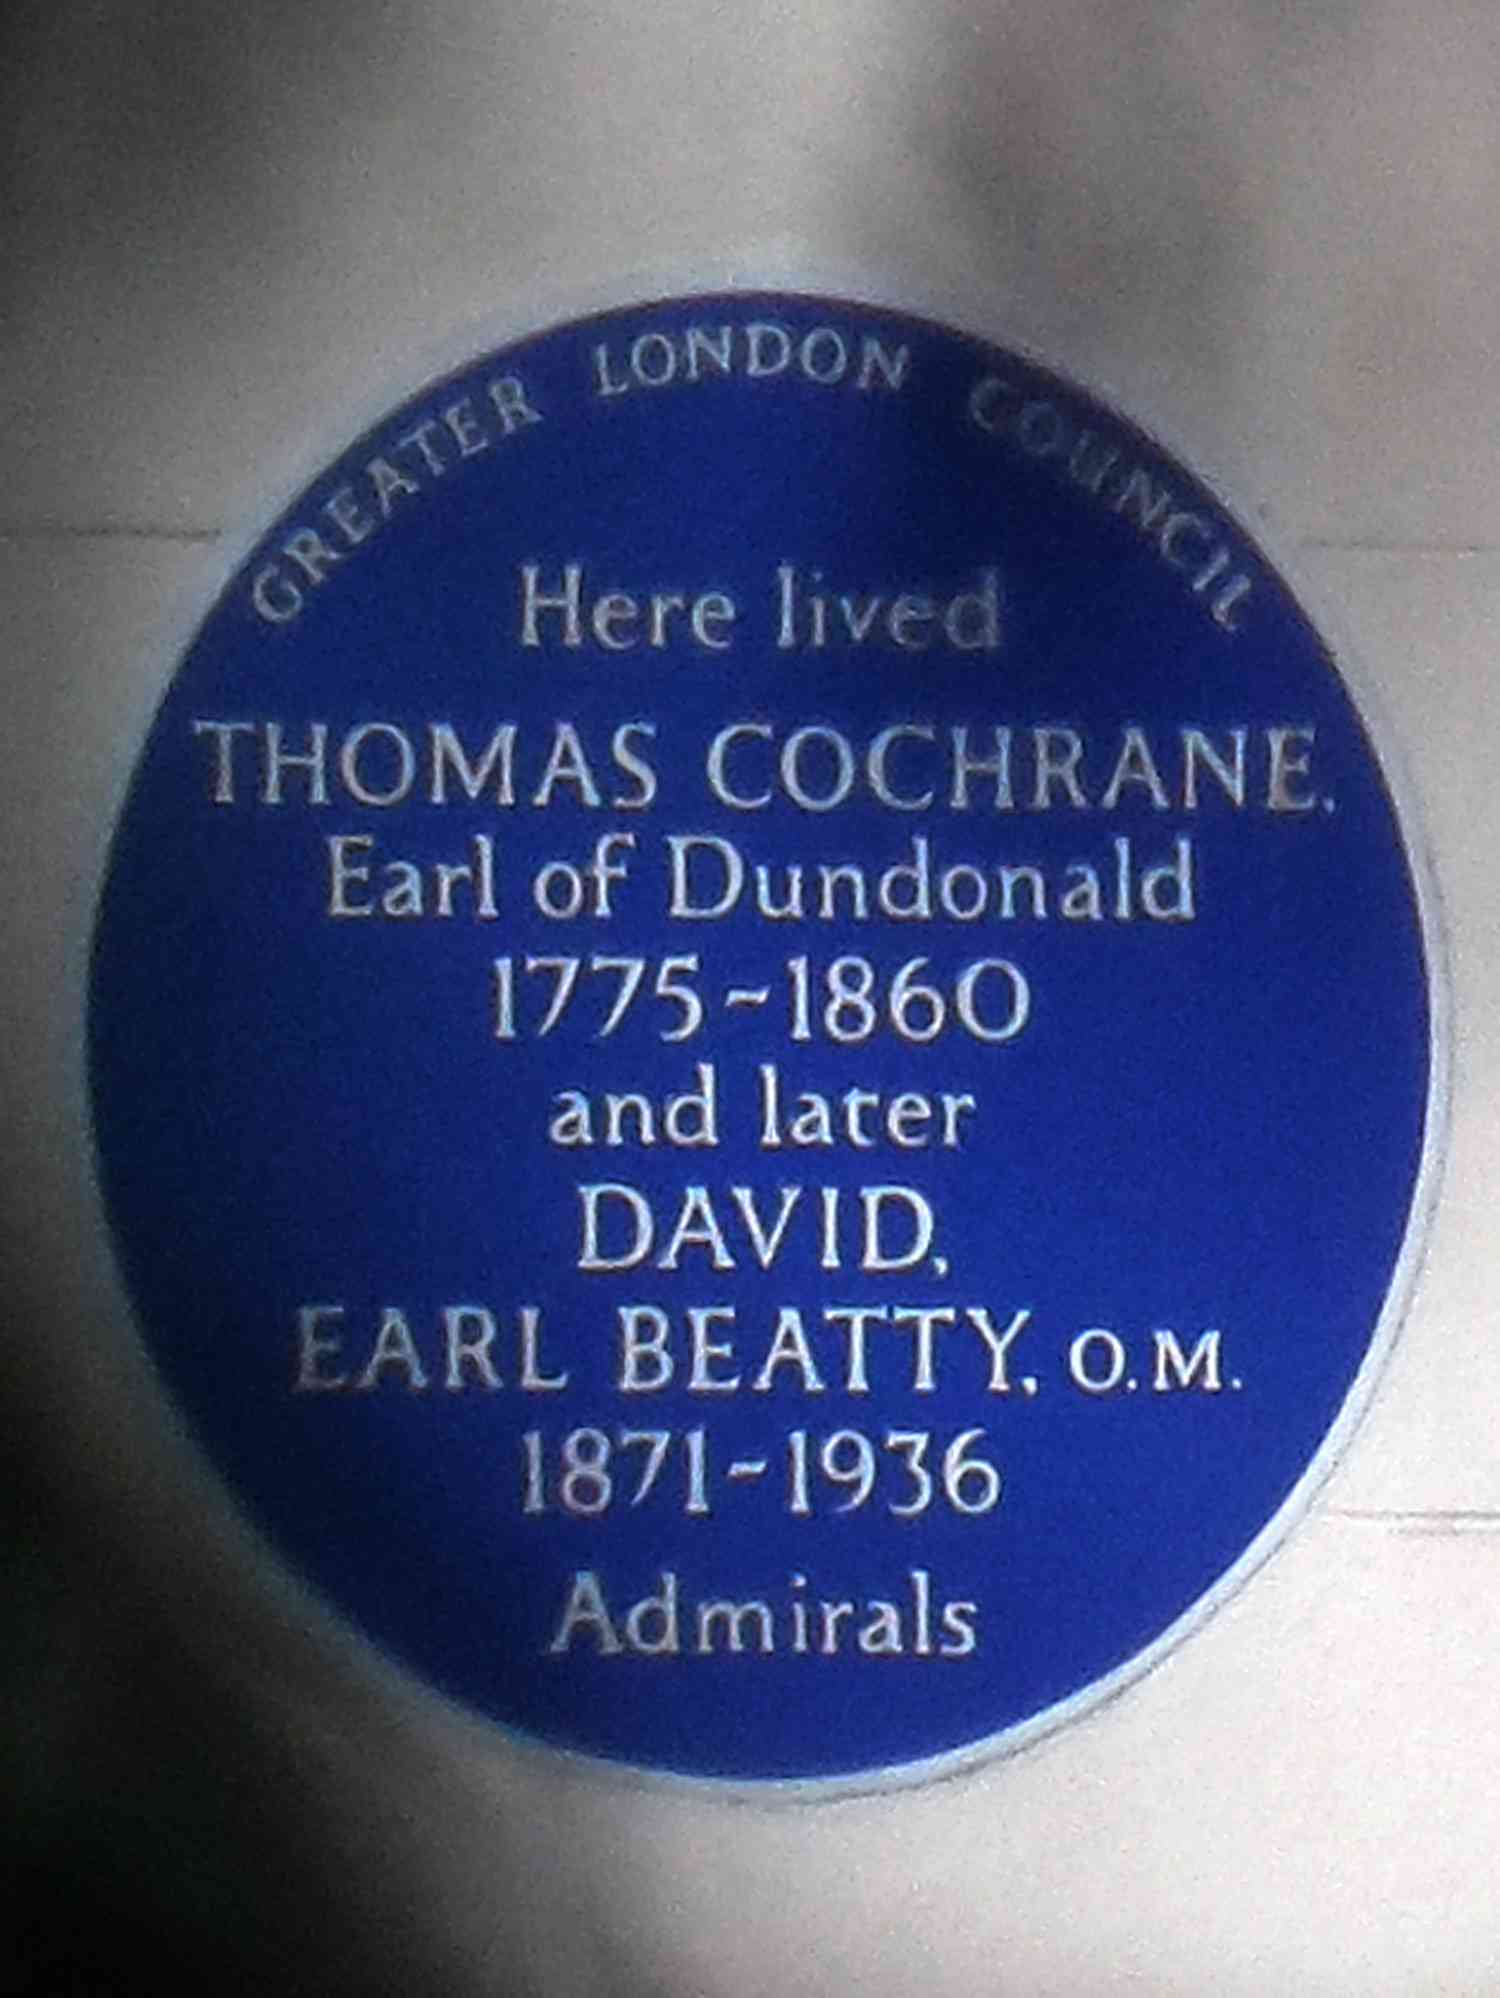 GREATER LONDON COUNCIL
Here lived
THOMAS COCHRANE,
Earl of Dundonald
1775~1860
and later
DAVID,
EARL BEATTY, O.M.
1871~1936
Admirals